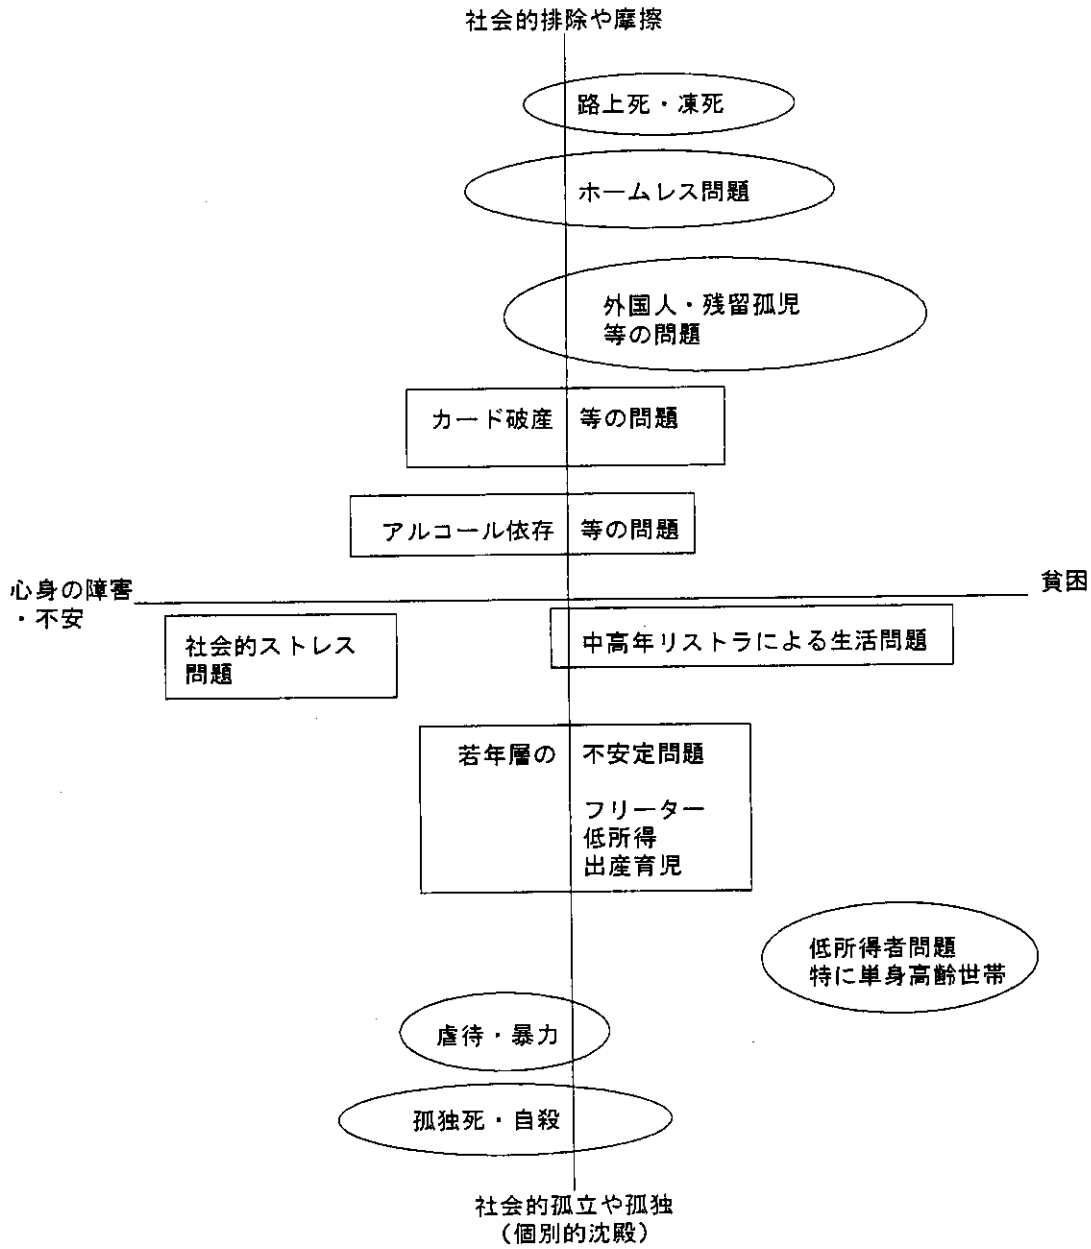 社会的排除や摩擦
路上死・凍死
ホームレス問題
外国人・残留孤児
等の問題
カード破産等の問題
アルコール依存等の問題
心身の障害
・不安
貧困
社会的ストレス
問題
中高年リストラによる生活問題
若年層の不安定問題
フリーター
低所得
出産育児
低所得者問題
特に単身高齢世帯
虐待・暴力
孤独死・自殺
社会的孤立や孤独
（個別的沈殿）